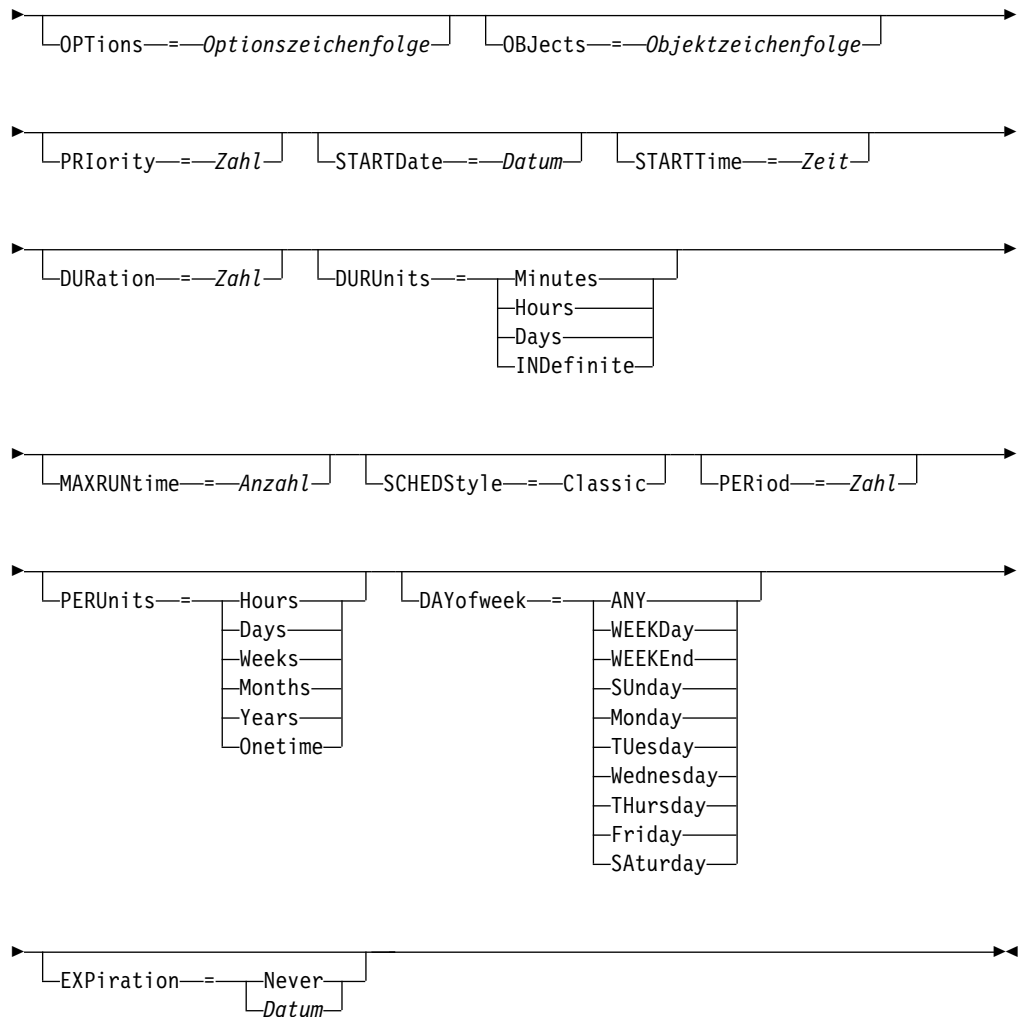 OPTions = Optionszeichenfolge OBJects = Objektzeichenfolge
PRIority = Zahl STARTDate = Datum STARTTime = Zeit
DURation = Zahl DURUnits = Minutes
Hours
Days
INDefinite
MAXRUNtime = Anzahl SCHEDStyle = Classic PERiod = Zahl
PERUnits = Hours DAYofweek = ANY
Days WEEKDay
Weeks WEEKEnd
Months SUnday
Years Monday
Onetime TUesday
Wednesday
THursday
Friday
SAturday
EXPiration = Never
Datum